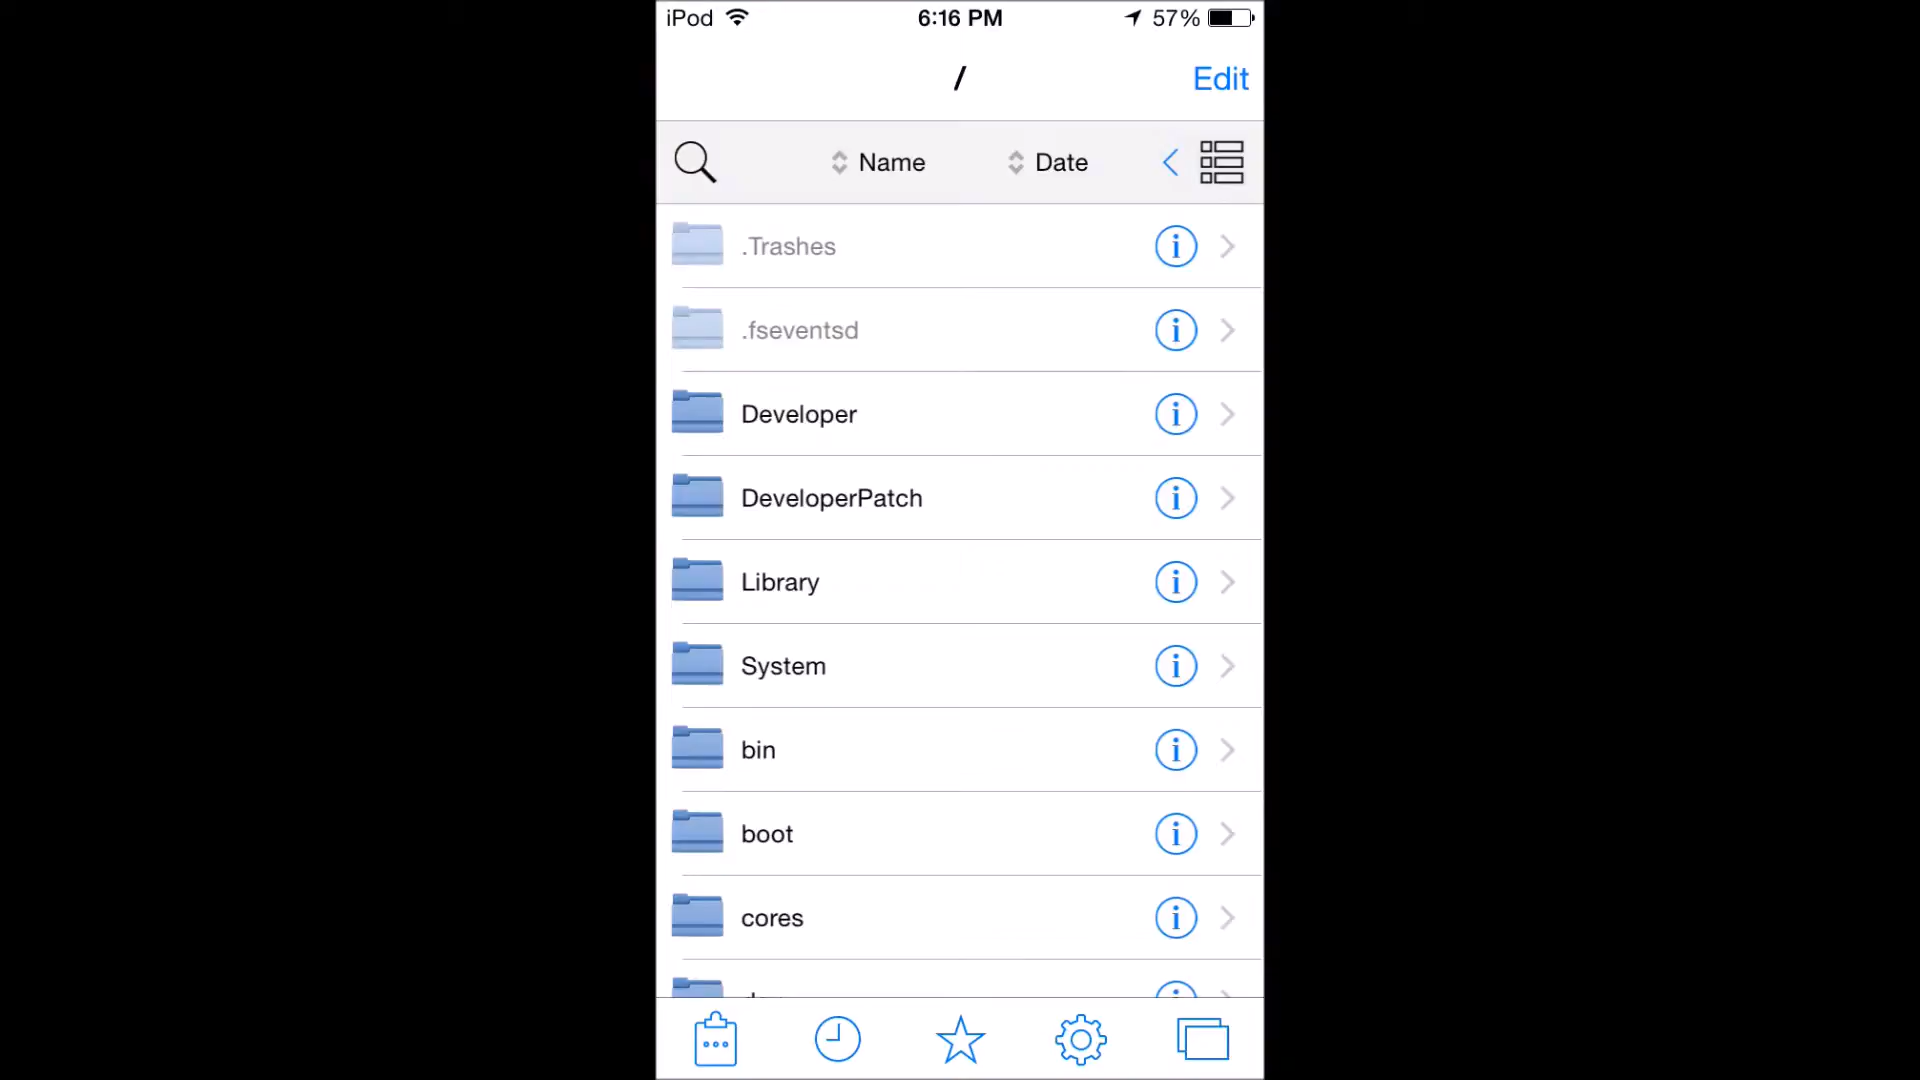 iPod 6:16 PM 57%
/ Edit
Name Date
.Trashes
.fseventsd
Developer
DeveloperPatch
Library
System
bin
boot
cores